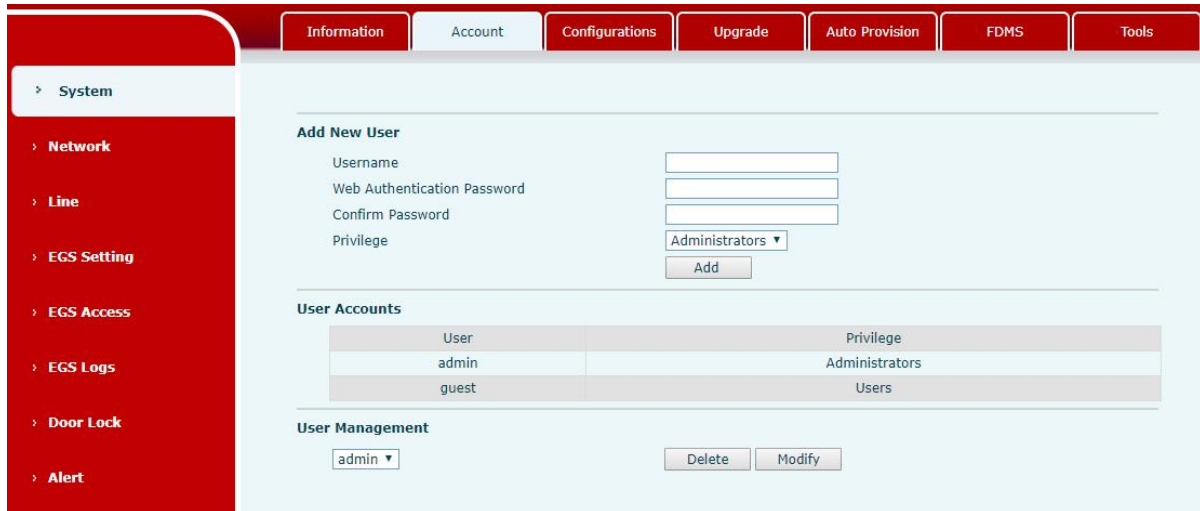 Information Account Configurations Upgrade Auto Provision FDMS Tools
System
Network
Line
EGS Setting
EGS Access
EGS Logs
Door Lock
Alert
Add New User
Username
Web Authentication Password
Confirm Password
Privilege Administrators
Add
User Accounts
User Privilege
admin Administrators
guest Users
User Management
admin Delete Modify